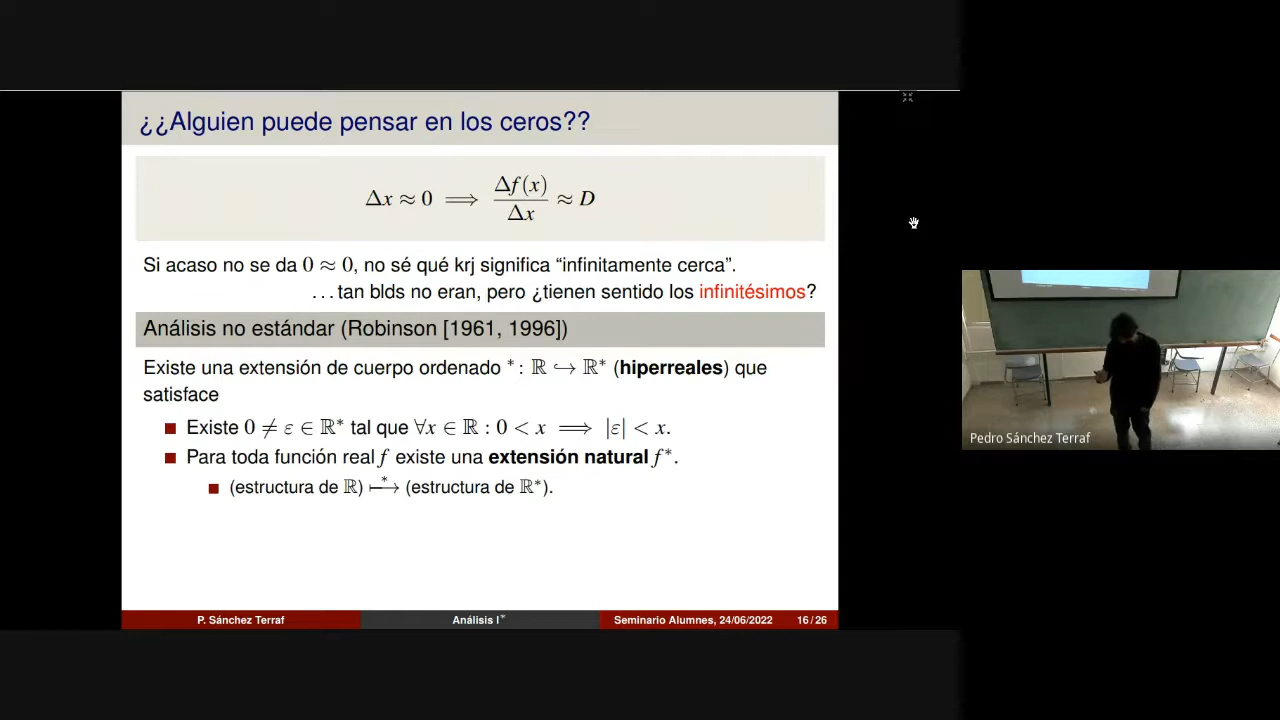 ¿¿Alguien puede pensar en los ceros??
Δx ≈ 0 ⟹ Δf(x)/Δx ≈ D
Si acaso no se da 0 ≈ 0, no sé qué krj significa “infinitamente cerca”.
…tan blds no eran, pero ¿tienen sentido los infinitésimos?
Análisis no estándar (Robinson [1961, 1996])
Existe una extensión de cuerpo ordenado * : ℝ ↪ ℝ* (hiperreales) que
satisface
Existe 0 ≠ ε ∈ ℝ* tal que ∀x ∈ ℝ : 0 < x ⟹ |ε| < x.
Para toda función real f existe una extensión natural f*.
(estructura de ℝ) ⟼* (estructura de ℝ*).
P. Sánchez Terraf
Análisis I*
Seminario Alumnes, 24/06/2022
16 / 26
Pedro Sánchez Terraf